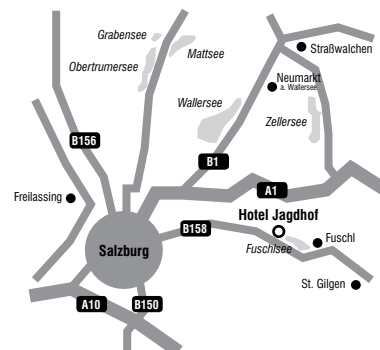 Grabensee
Mattsee
Obertrumersee
Straßwalchen
Neumarkt
a. Wallersee
Wallersee
Zellersee
B156
B1
A1
Freilassing
Hotel Jagdhof
B158
Salzburg
Fuschlsee
Fuschl
St. Gilgen
A10
B150